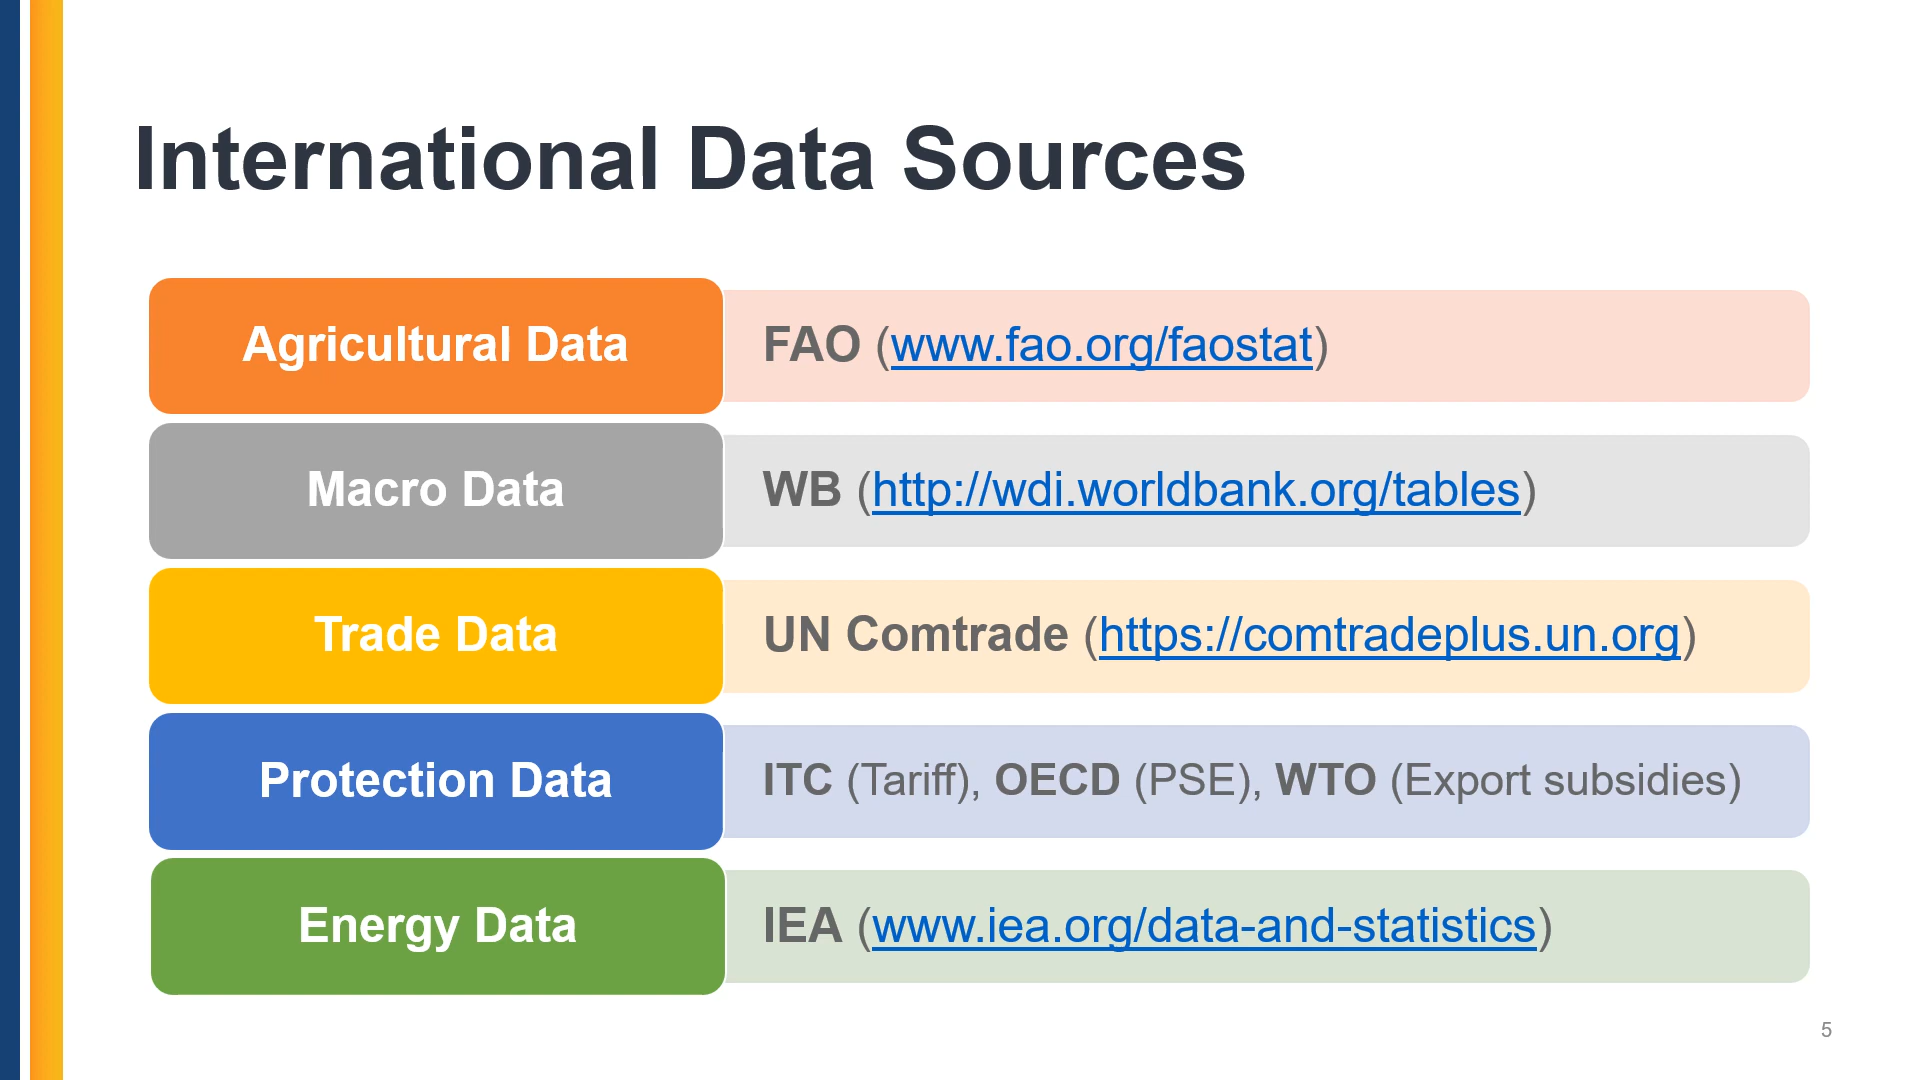 International Data Sources
Agricultural Data
FAO (www.fao.org/faostat)
Macro Data
WB (http://wdi.worldbank.org/tables)
Trade Data
UN Comtrade (https://comtradeplus.un.org)
Protection Data
ITC (Tariff), OECD (PSE), WTO (Export subsidies)
Energy Data
IEA (www.iea.org/data-and-statistics)
5